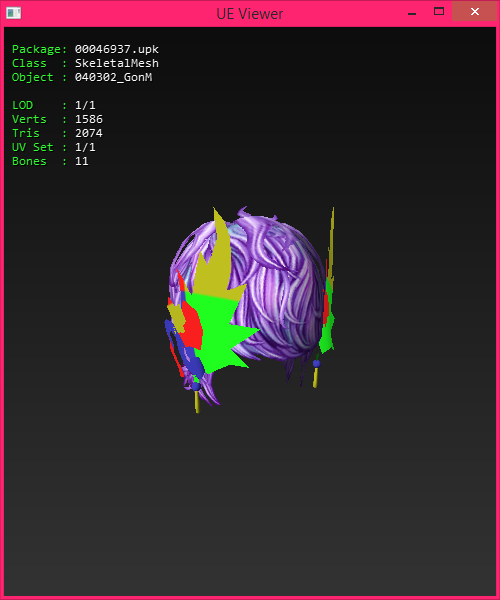 UE Viewer
Package: 00046937.upk
Class : SkeletalMesh
Object : 040302_GonM
LOD : 1/1
Verts : 1586
Tris : 2074
UV Set : 1/1
Bones : 11